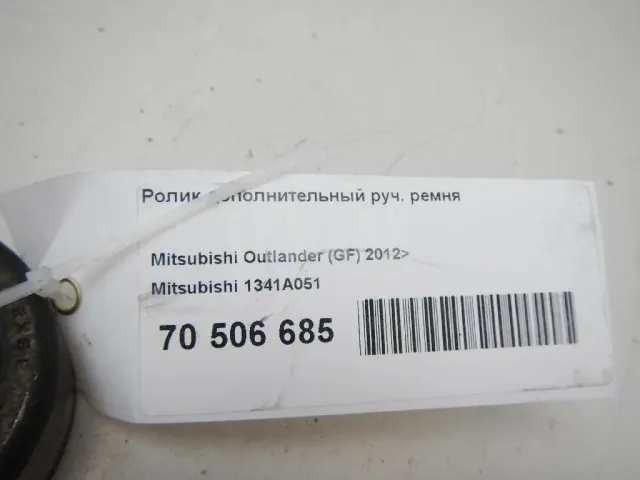 Ролик дополнительный руч. ремня
Mitsubishi Outlander (GF) 2012>
Mitsubishi 1341A051
70 506 685